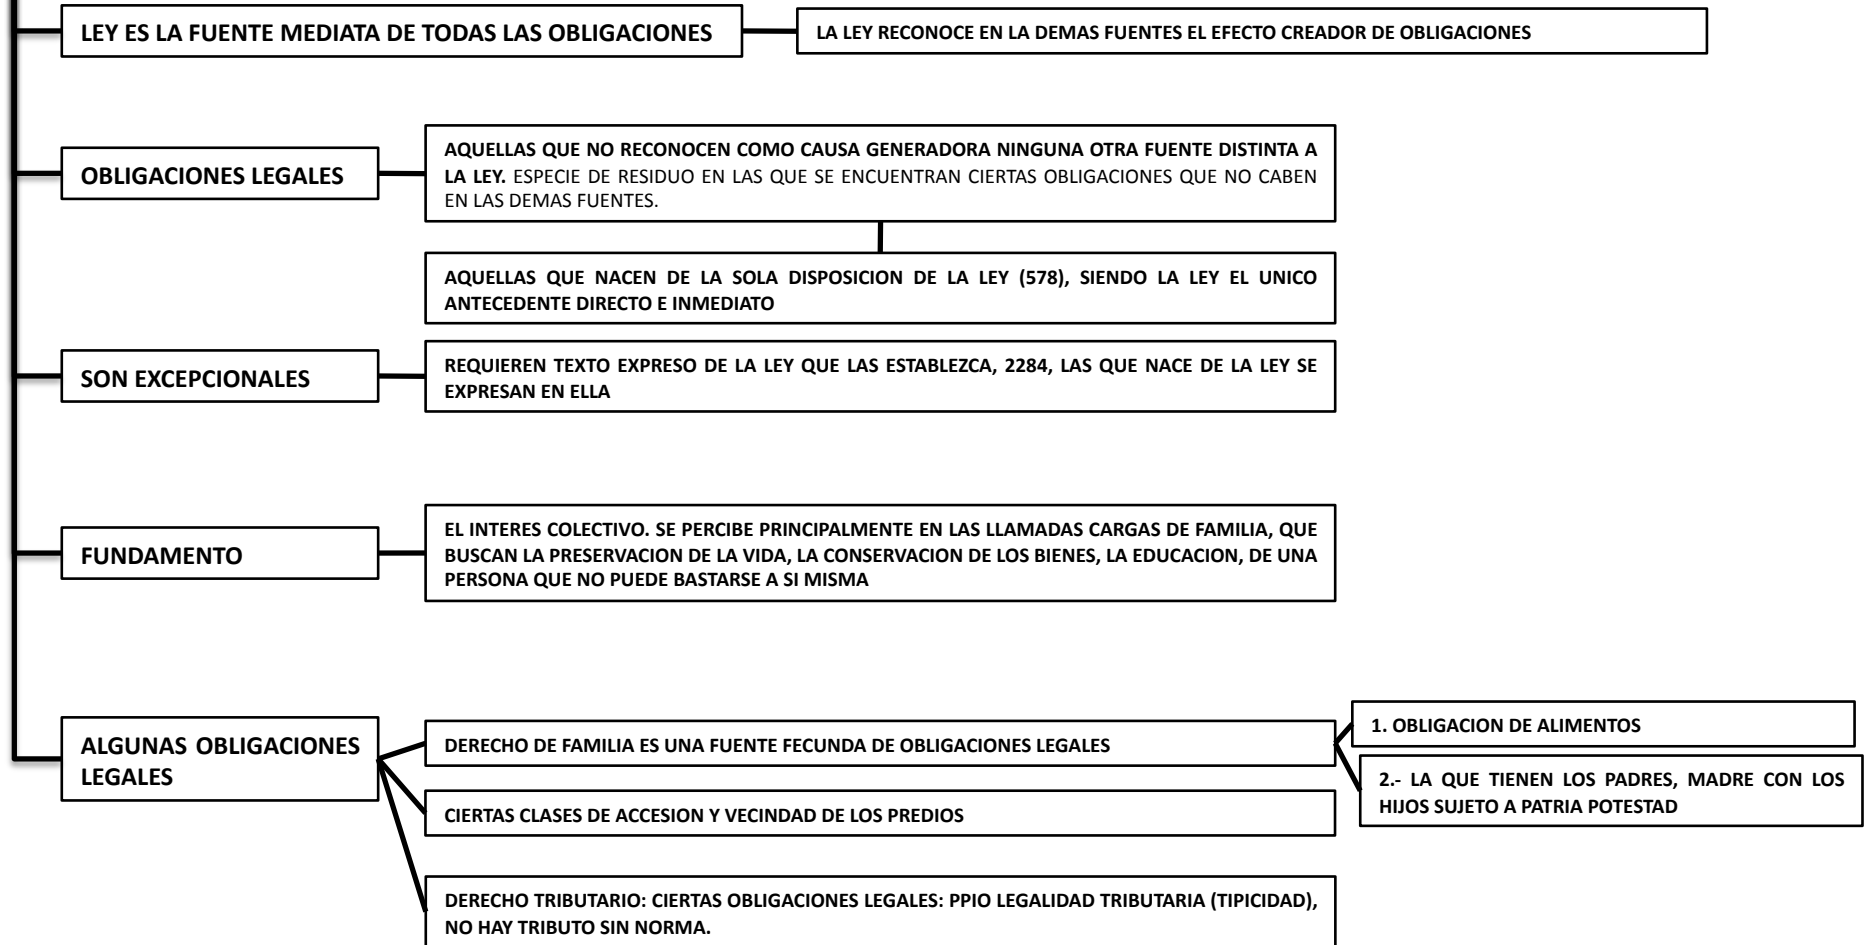 LEY ES LA FUENTE MEDIATA DE TODAS LAS OBLIGACIONES
LA LEY RECONOCE EN LA DEMAS FUENTES EL EFECTO CREADOR DE OBLIGACIONES
OBLIGACIONES LEGALES
AQUELLAS QUE NO RECONOCEN COMO CAUSA GENERADORA NINGUNA OTRA FUENTE DISTINTA A
LA LEY. ESPECIE DE RESIDUO EN LAS QUE SE ENCUENTRAN CIERTAS OBLIGACIONES QUE NO CABEN
EN LAS DEMAS FUENTES.
AQUELLAS QUE NACEN DE LA SOLA DISPOSICION DE LA LEY (578), SIENDO LA LEY EL UNICO
ANTECEDENTE DIRECTO E INMEDIATO
SON EXCEPCIONALES
REQUIEREN TEXTO EXPRESO DE LA LEY QUE LAS ESTABLEZCA, 2284, LAS QUE NACE DE LA LEY SE
EXPRESAN EN ELLA
FUNDAMENTO
EL INTERES COLECTIVO. SE PERCIBE PRINCIPALMENTE EN LAS LLAMADAS CARGAS DE FAMILIA, QUE
BUSCAN LA PRESERVACION DE LA VIDA, LA CONSERVACION DE LOS BIENES, LA EDUCACION, DE UNA
PERSONA QUE NO PUEDE BASTARSE A SI MISMA
ALGUNAS OBLIGACIONES
LEGALES
DERECHO DE FAMILIA ES UNA FUENTE FECUNDA DE OBLIGACIONES LEGALES
1. OBLIGACION DE ALIMENTOS
2.- LA QUE TIENEN LOS PADRES, MADRE CON LOS
HIJOS SUJETO A PATRIA POTESTAD
CIERTAS CLASES DE ACCESION Y VECINDAD DE LOS PREDIOS
DERECHO TRIBUTARIO: CIERTAS OBLIGACIONES LEGALES: PPIO LEGALIDAD TRIBUTARIA (TIPICIDAD),
NO HAY TRIBUTO SIN NORMA.